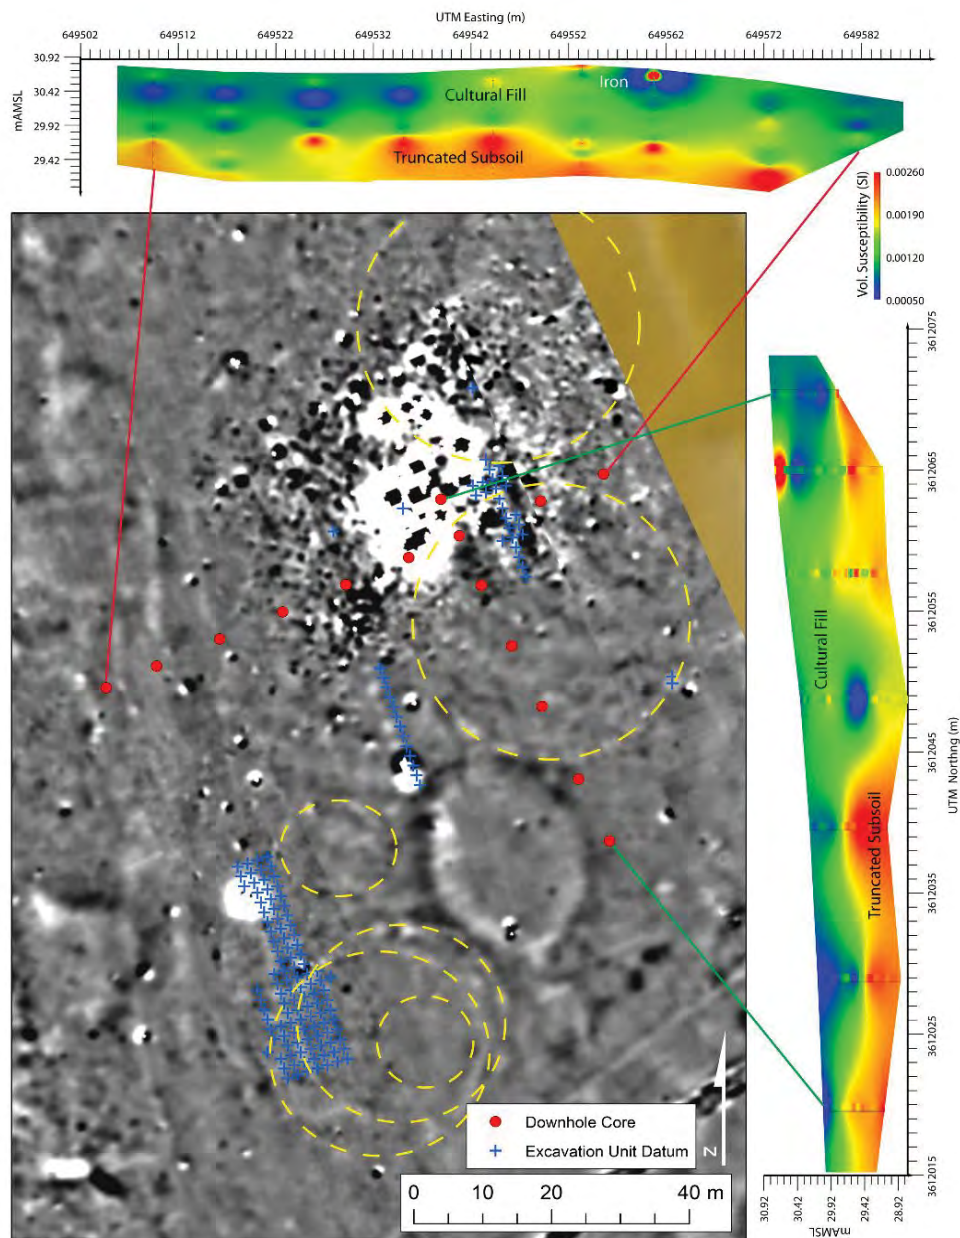 UTM Easting (m)
649502 649512 649522 649532 649542 649552 649562 649572 649582
30.92
30.42
29.92
29.42
mAMSL
Iron
Cultural Fill
Truncated Subsoil
Vol. Susceptibility (SI)
0.00260
0.00190
0.00120
0.00050
3612075
3612065
3612055
3612045
3612035
3612025
3612015
UTM Northng (m)
Cultural Fill
Truncated Subsoil
30.92
30.42
29.92
29.42
28.92
mAMSL
Downhole Core
Excavation Unit Datum
N
0 10 20 40 m